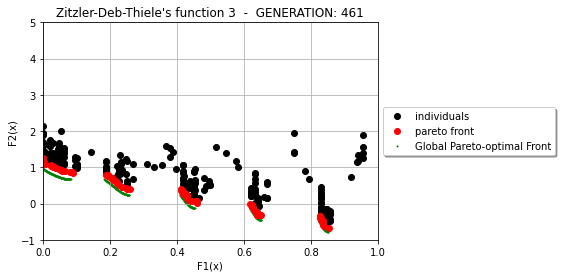 Zitzler-Deb-Thiele's function 3 - GENERATION: 461
5
4
3
2
1
0
-1
F2(x)
0.0 0.2 0.4 0.6 0.8 1.0
F1(x)
individuals
pareto front
Global Pareto-optimal Front